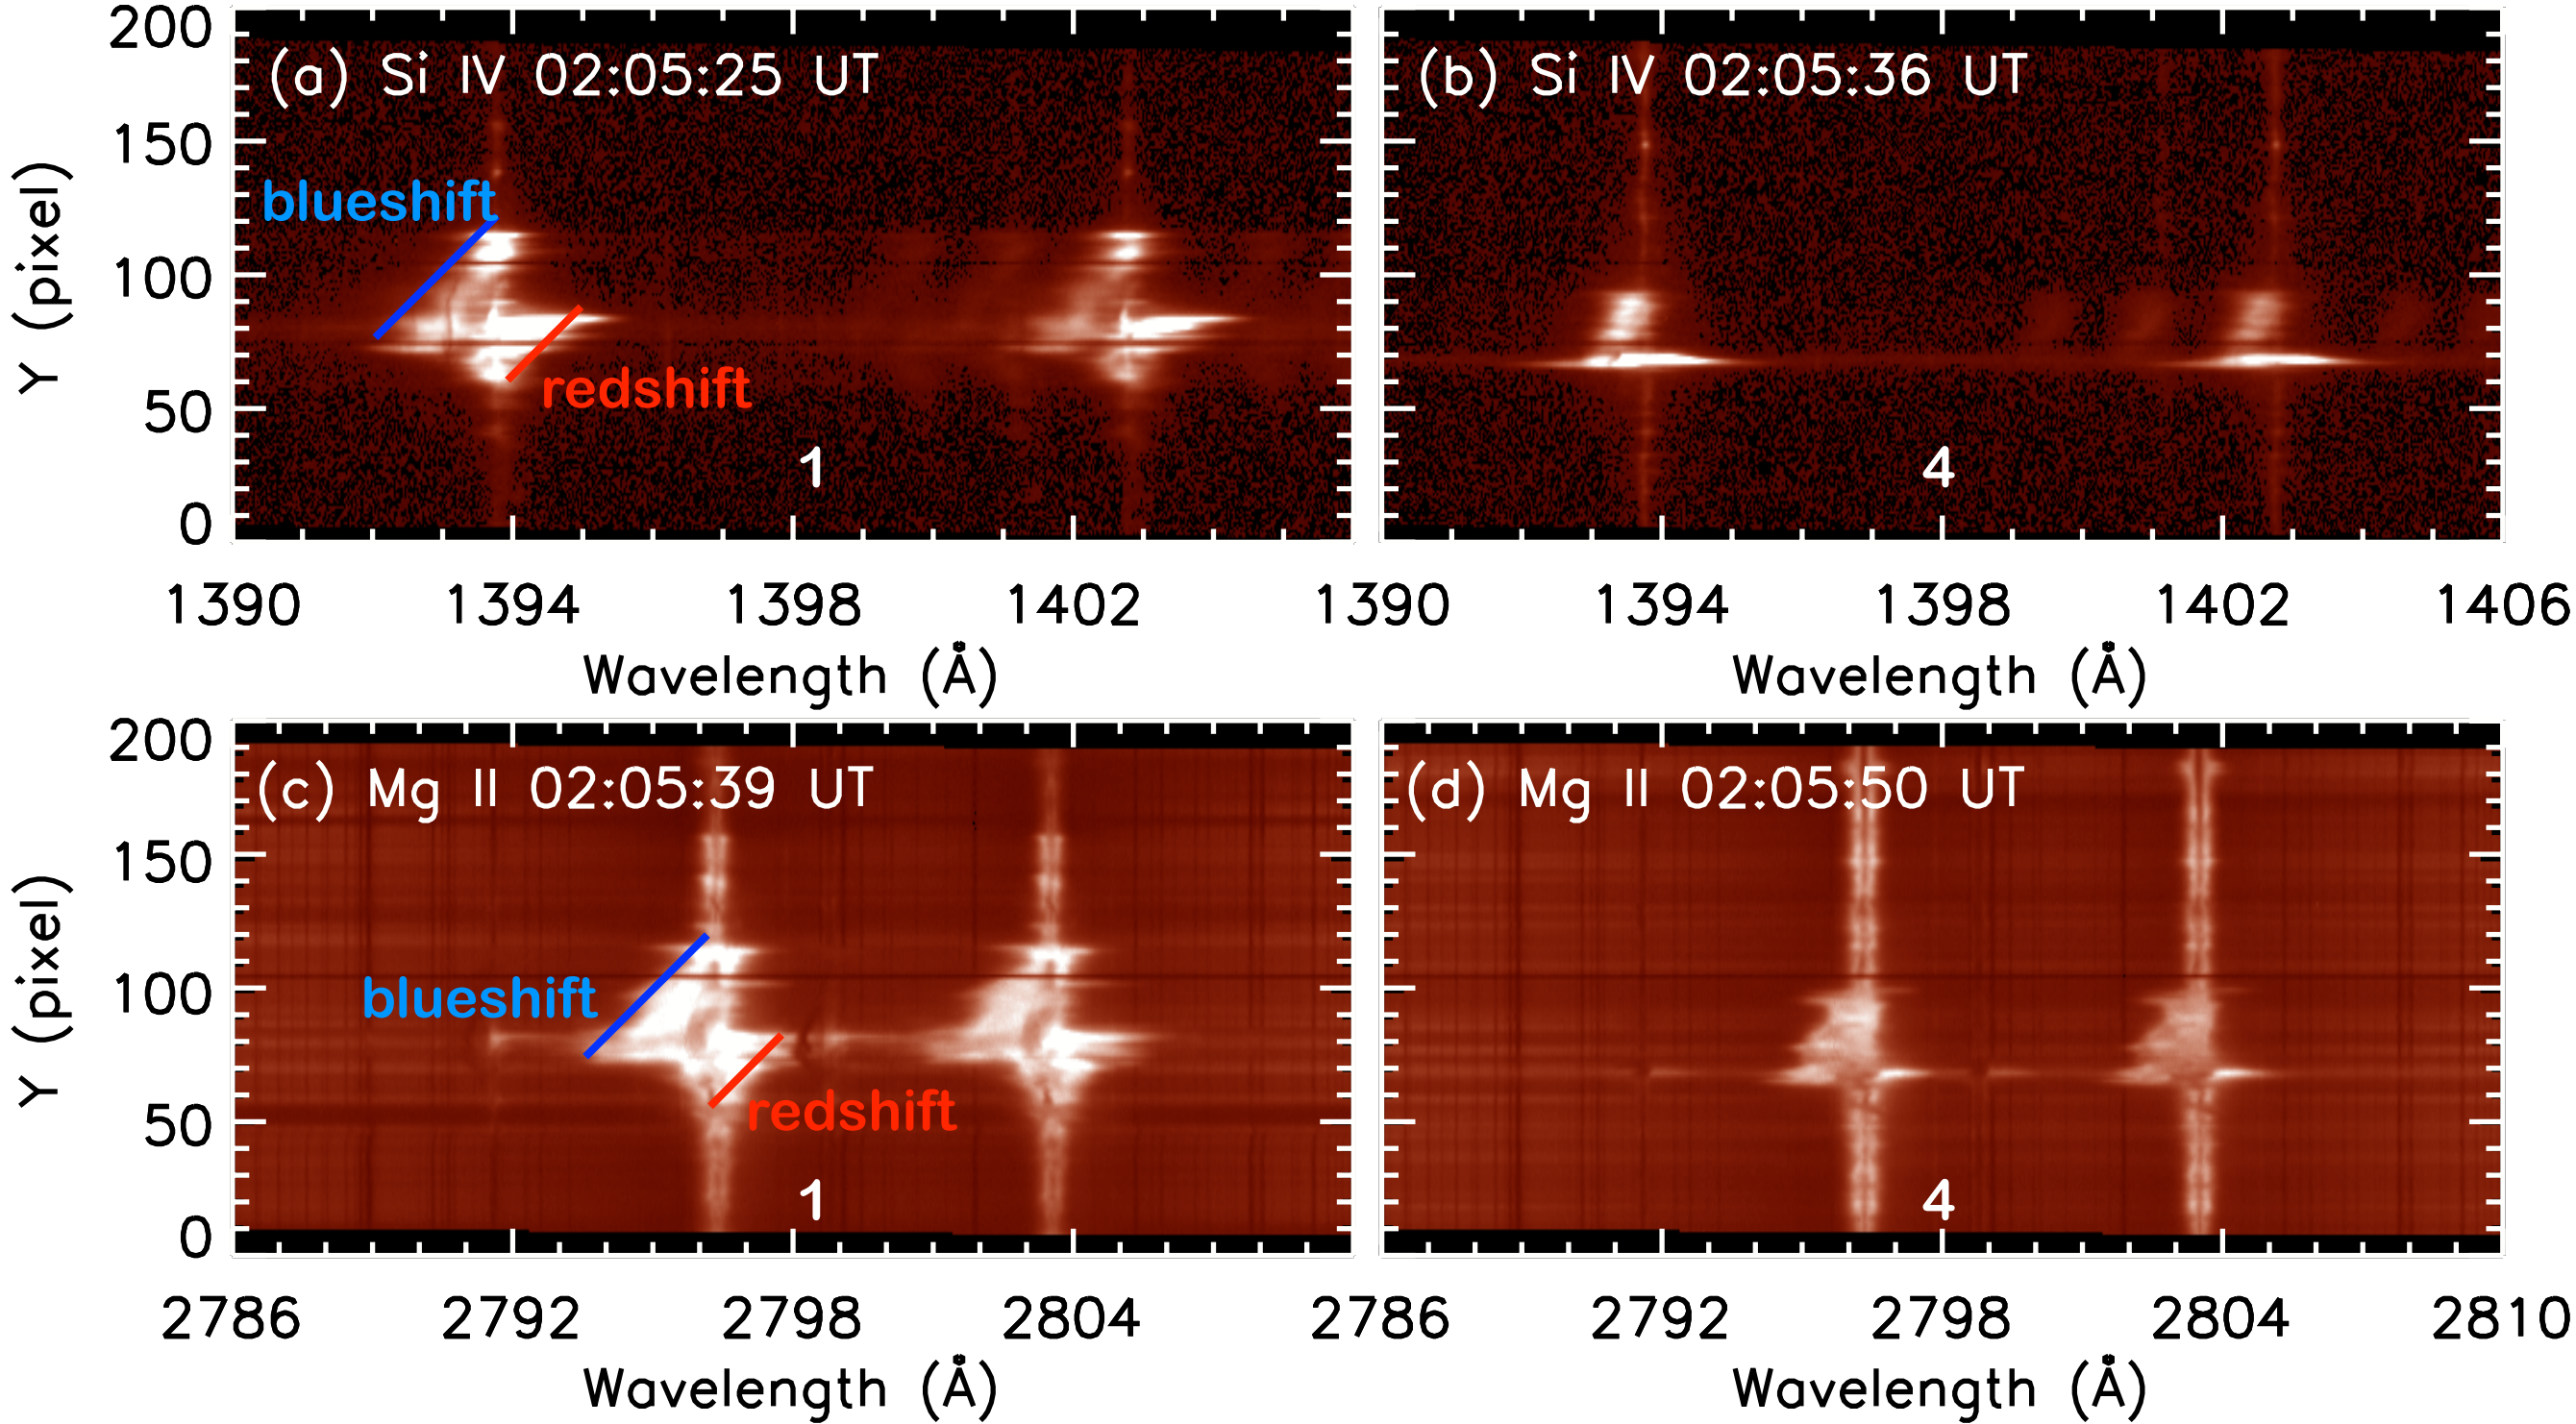 200
150
100
50
0
Y (pixel)
(a) Si IV 02:05:25 UT
blueshift
redshift
1
(b) Si IV 02:05:36 UT
4
1390 1394 1398 1402 1390 1394 1398 1402 1406
Wavelength (Å) Wavelength (Å)
200
150
100
50
0
Y (pixel)
(c) Mg II 02:05:39 UT
blueshift
redshift
1
(d) Mg II 02:05:50 UT
4
2786 2792 2798 2804 2786 2792 2798 2804 2810
Wavelength (Å) Wavelength (Å)